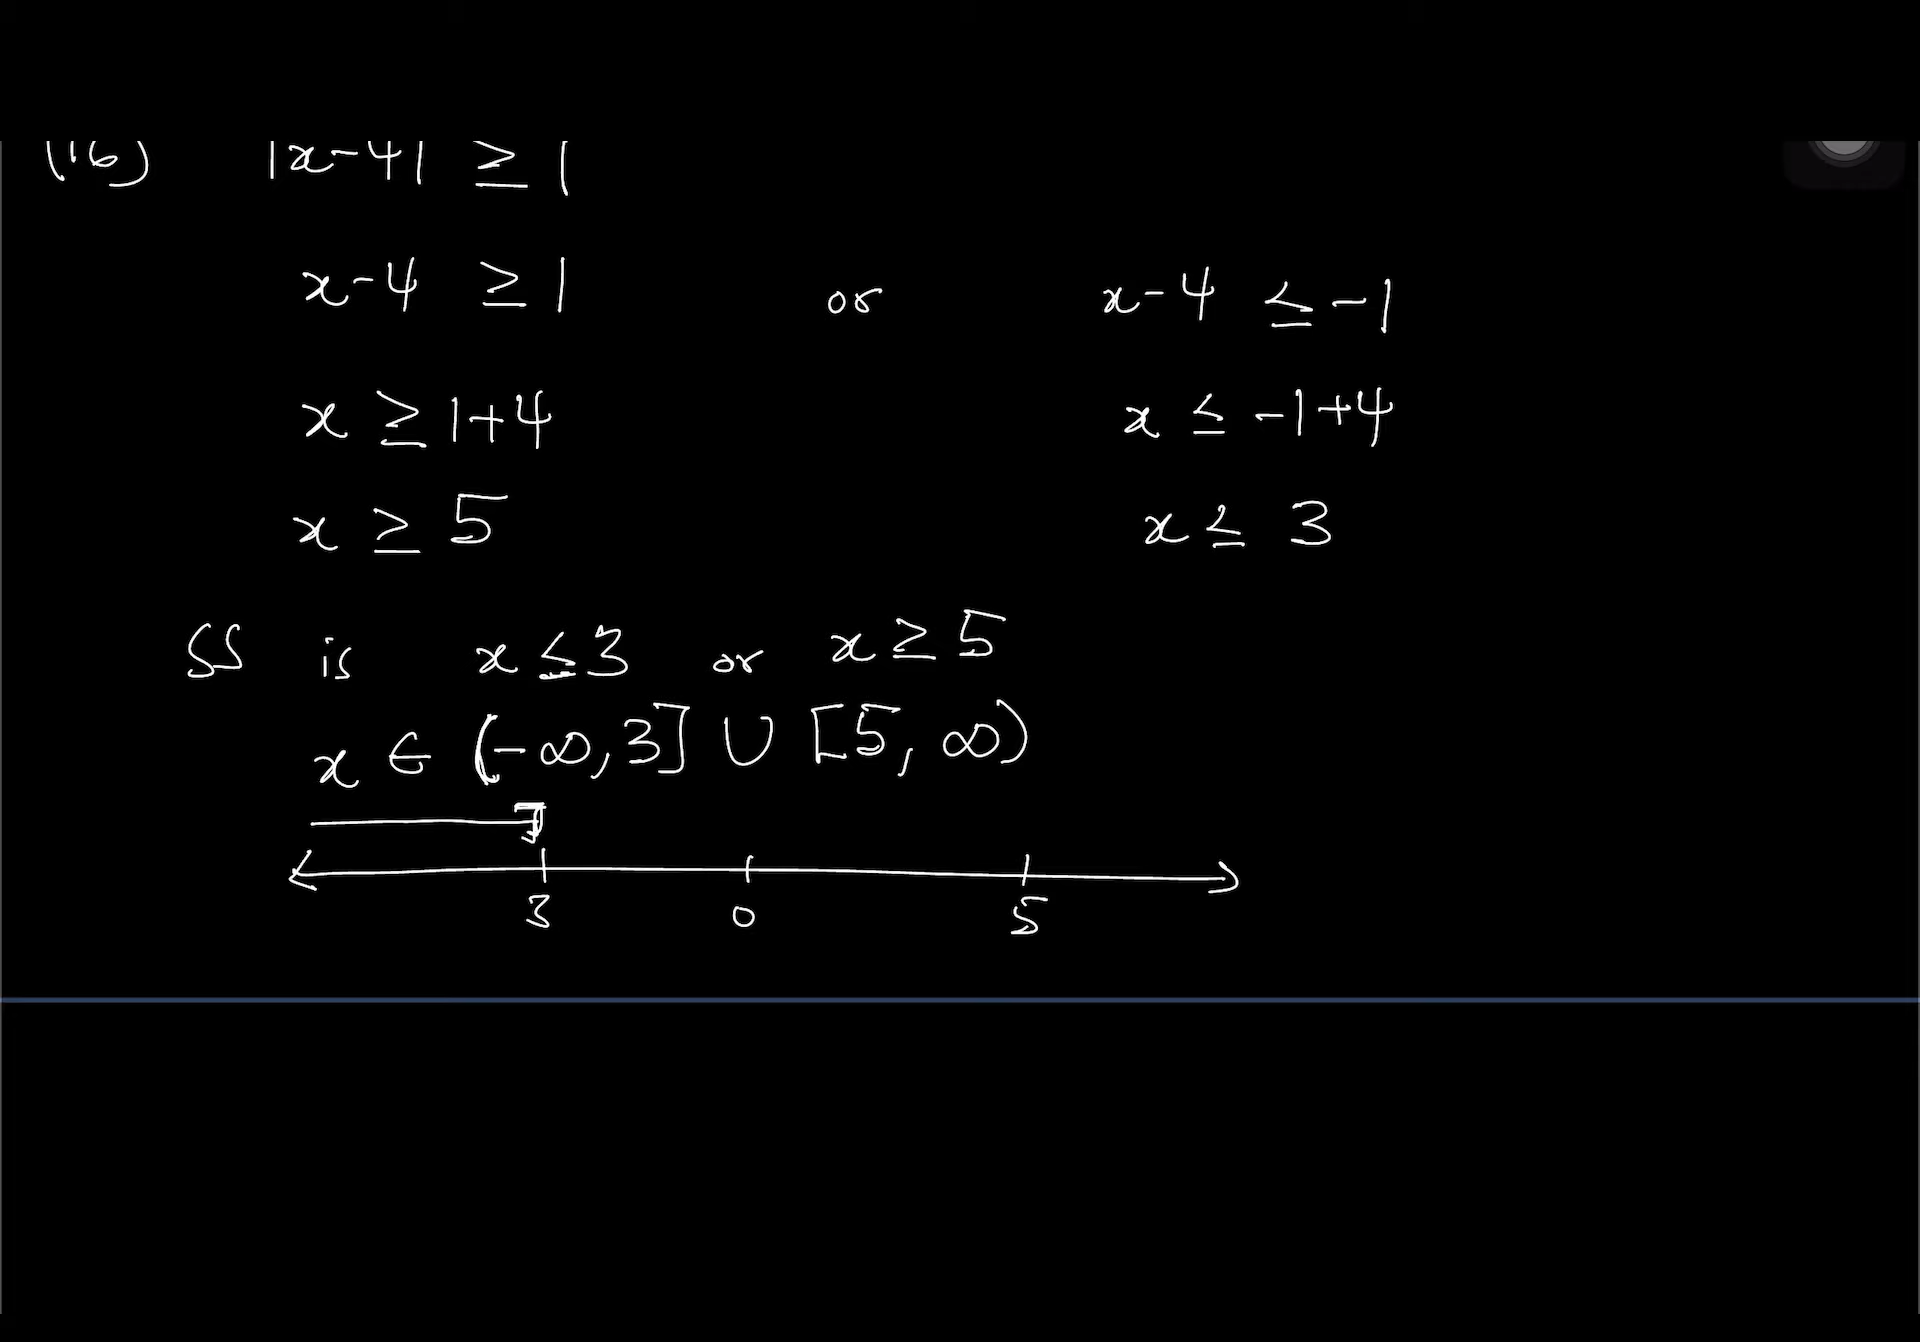 (16) |x-4| ≥ 1
x-4 ≥ 1 or x-4 ≤ -1
x ≥ 1+4 x ≤ -1+4
x ≥ 5 x ≤ 3
SS is x ≤ 3 or x ≥ 5
x ∈ (-∞, 3] ∪ [5, ∞)
3 0 5